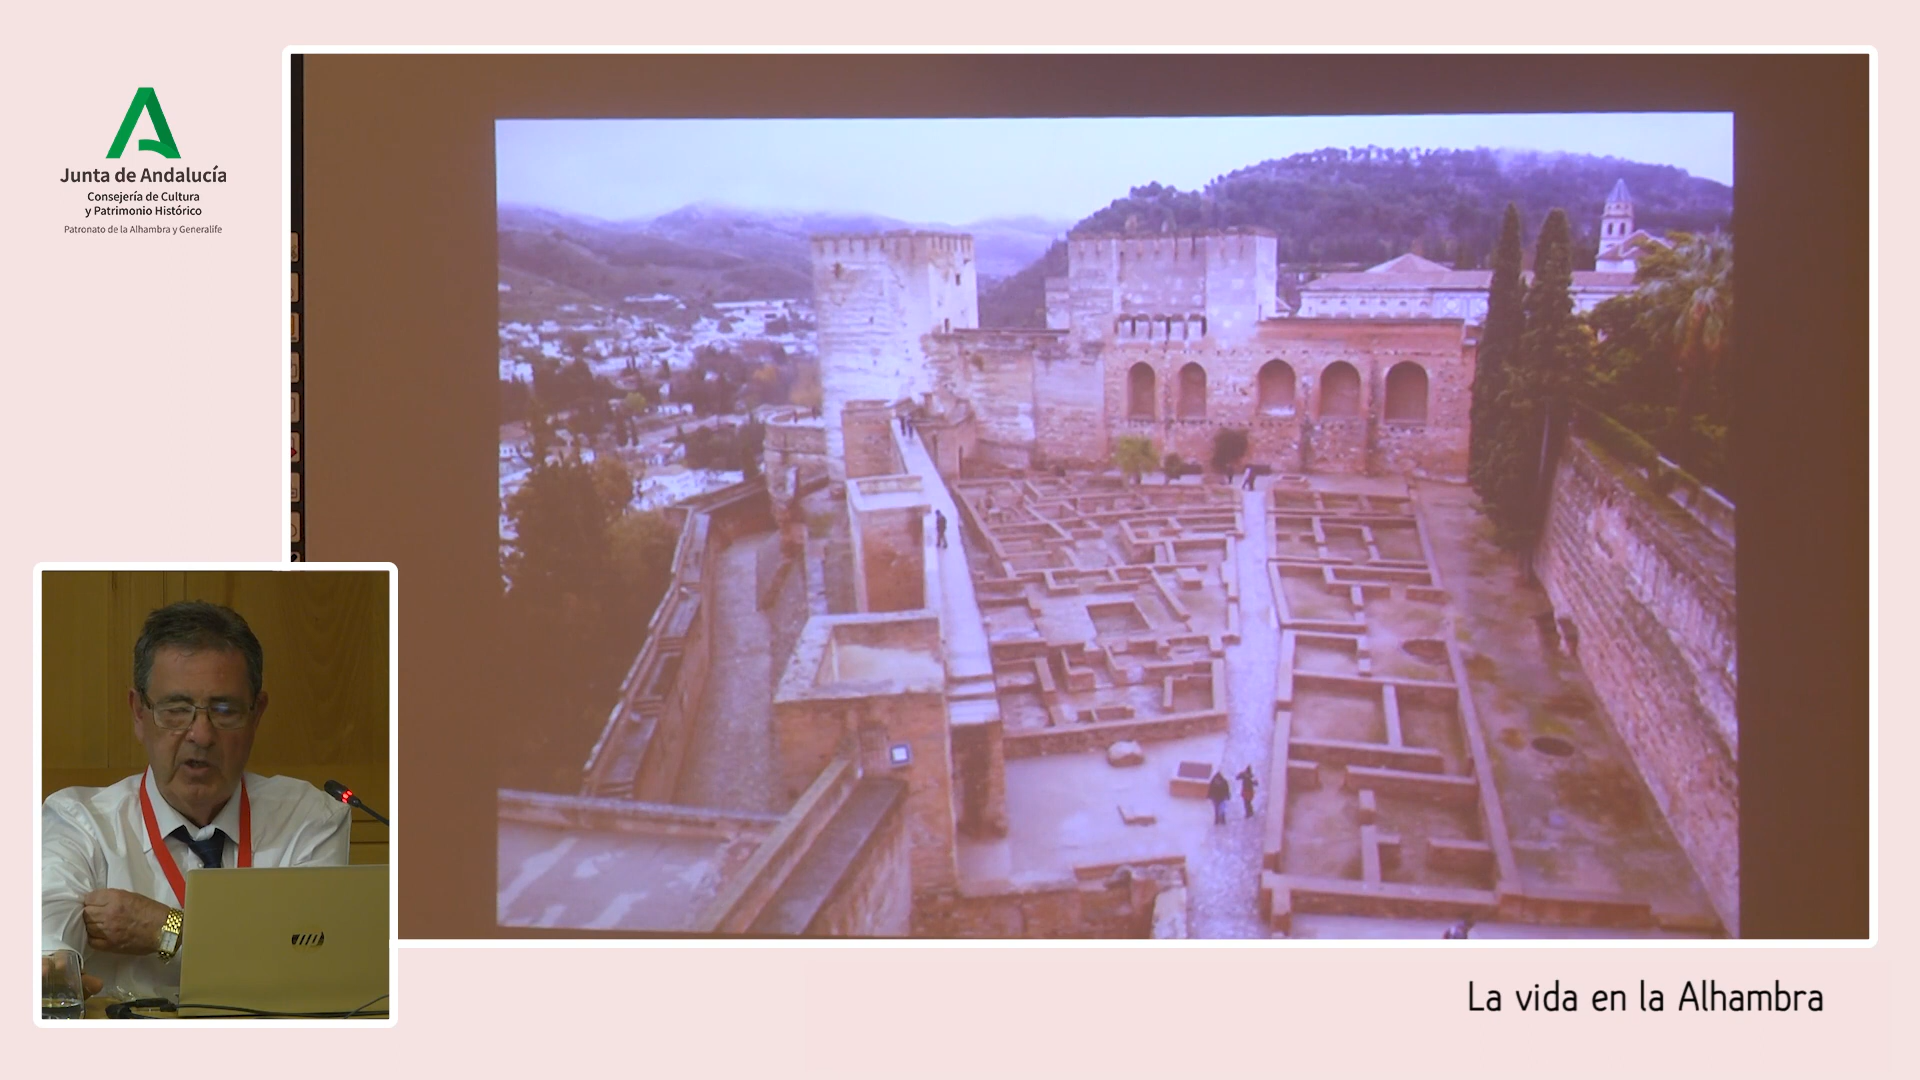 Junta de Andalucía
Consejería de Cultura
y Patrimonio Histórico
Patronato de la Alhambra y Generalife
La vida en la Alhambra